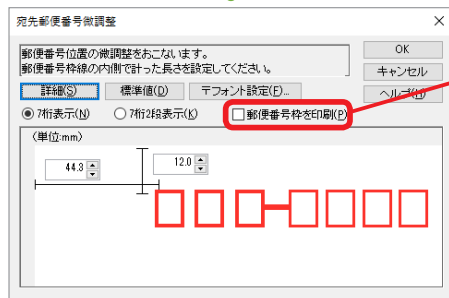 宛先郵便番号微調整
郵便番号位置の微調整をおこないます。
郵便番号枠線の内側で計った長さを設定してください。
OK
キャンセル
ヘルプ(H)
詳細(S)
標準値(D)
〒フォント設定(F)...
7桁表示(N)
7桁2段表示(K)
郵便番号枠を印刷(P)
(単位:mm)
44.3
12.0